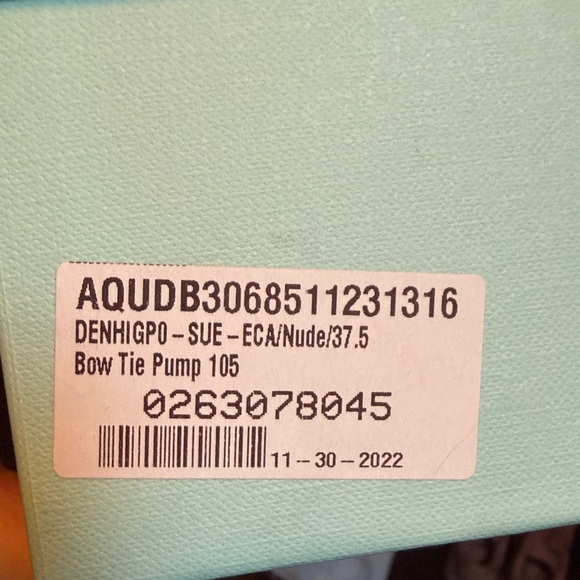 AQUDB3068511231316
DENHIGP0-SUE-ECA/Nude/37.5
Bow Tie Pump 105
0263078045
11-30-2022